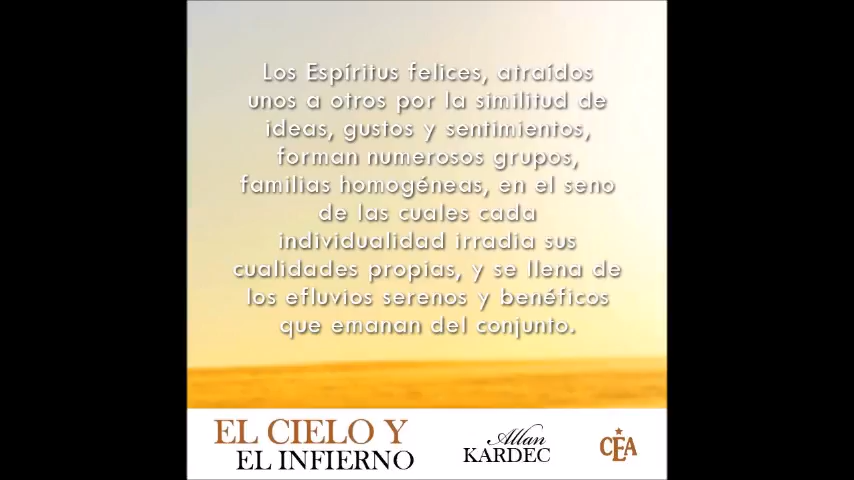 Los Espíritus felices, atraídos
unos a otros por la similitud de
ideas, gustos y sentimientos,
forman numerosos grupos,
familias homogéneas, en el seno
de las cuales cada
individualidad irradia sus
cualidades propias, y se llena de
los efluvios serenos y benéficos
que emanan del conjunto.
EL CIELO Y
EL INFIERNO
Allan
KARDEC
CEA